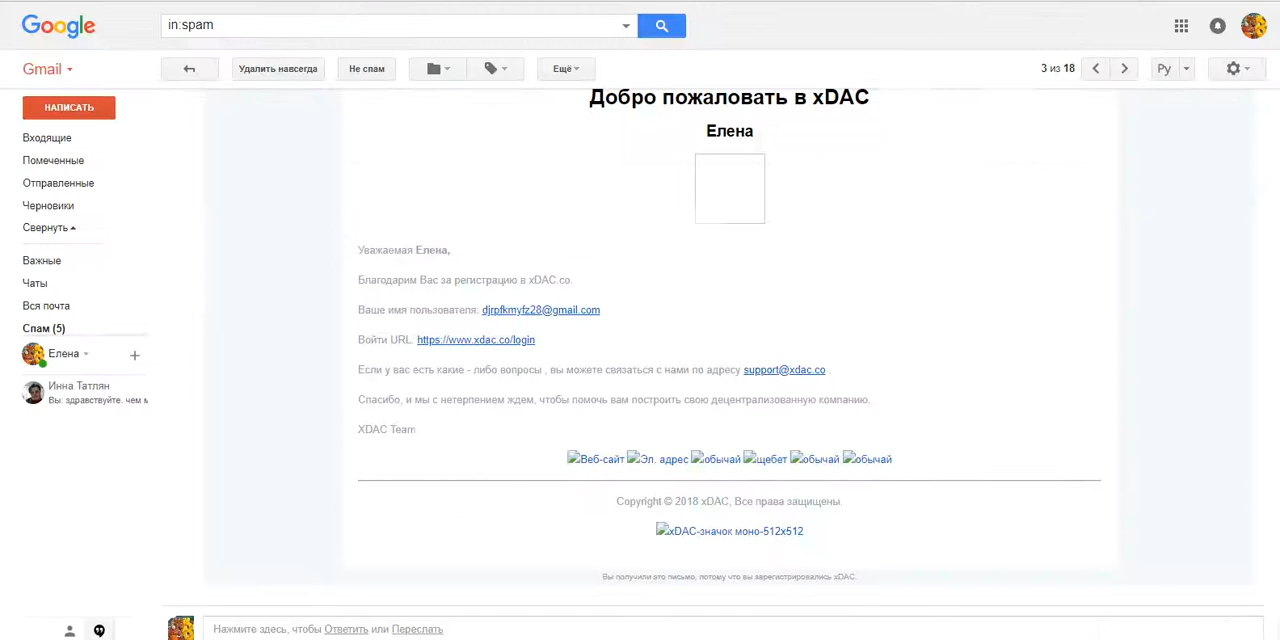 Google
in:spam
Gmail
Удалить навсегда
Не спам
Ещё
3 из 18
Ру
НАПИСАТЬ
Входящие
Помеченные
Отправленные
Черновики
Свернуть
Важные
Чаты
Вся почта
Спам (5)
Елена
Инна Татлян
Вы: здравствуйте. чем м
Добро пожаловать в xDAC
Елена
Уважаемая Елена,
Благодарим Вас за регистрацию в xDAC.co.
Ваше имя пользователя: djrpfkmyfz28@gmail.com
Войти URL: https://www.xdac.co/login
Если у вас есть какие - либо вопросы , вы можете связаться с нами по адресу support@xdac.co .
Спасибо, и мы с нетерпением ждем, чтобы помочь вам построить свою децентрализованную компанию.
XDAC Team
Веб-сайт Эл. адрес обычай щебет обычай обычай
Copyright © 2018 xDAC, Все права защищены.
xDAC-значок моно-512x512
Вы получили это письмо, потому что вы зарегистрировались xDAC.
Нажмите здесь, чтобы Ответить или Переслать